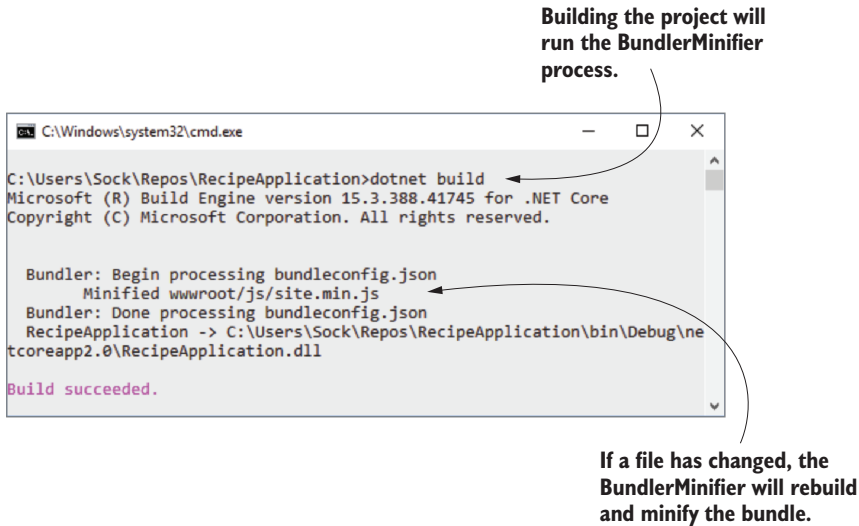 Building the project will
run the BundlerMinifier
process.
C:\Windows\system32\cmd.exe
C:\Users\Sock\Repos\RecipeApplication>dotnet build
Microsoft (R) Build Engine version 15.3.388.41745 for .NET Core
Copyright (C) Microsoft Corporation. All rights reserved.
Bundler: Begin processing bundleconfig.json
Minified wwwroot/js/site.min.js
Bundler: Done processing bundleconfig.json
RecipeApplication -> C:\Users\Sock\Repos\RecipeApplication\bin\Debug\ne
tcoreapp2.0\RecipeApplication.dll
Build succeeded.
If a file has changed, the
BundlerMinifier will rebuild
and minify the bundle.